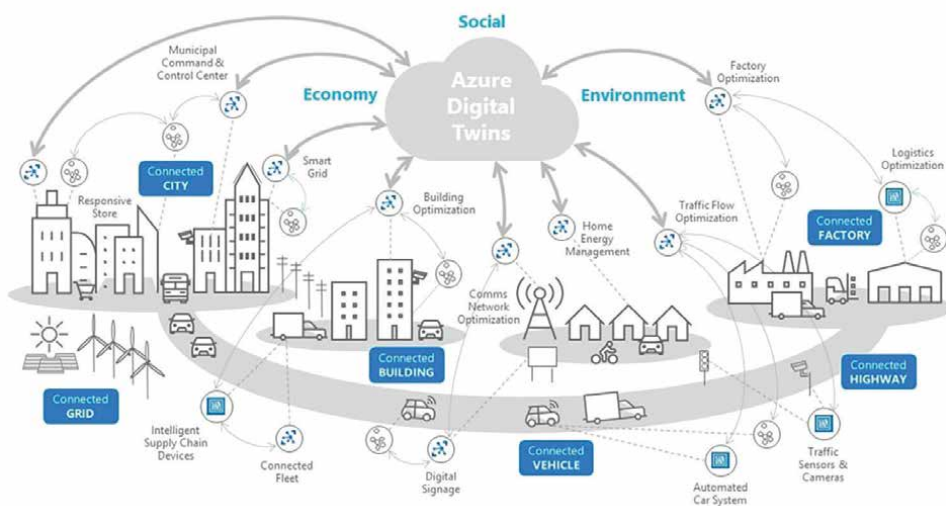 Social
Municipal
Command &
Control Center
Economy
Azure
Digital
Twins
Environment
Factory
Optimization
Connected
CITY
Smart
Grid
Logistics
Optimization
Responsive
Store
Building
Optimization
Home
Energy
Management
Traffic Flow
Optimization
Connected
FACTORY
Comms
Network
Optimization
Connected
GRID
Connected
BUILDING
Connected
HIGHWAY
Intelligent
Supply Chain
Devices
Connected
Fleet
Digital
Signage
Connected
VEHICLE
Automated
Car System
Traffic
Sensors &
Cameras